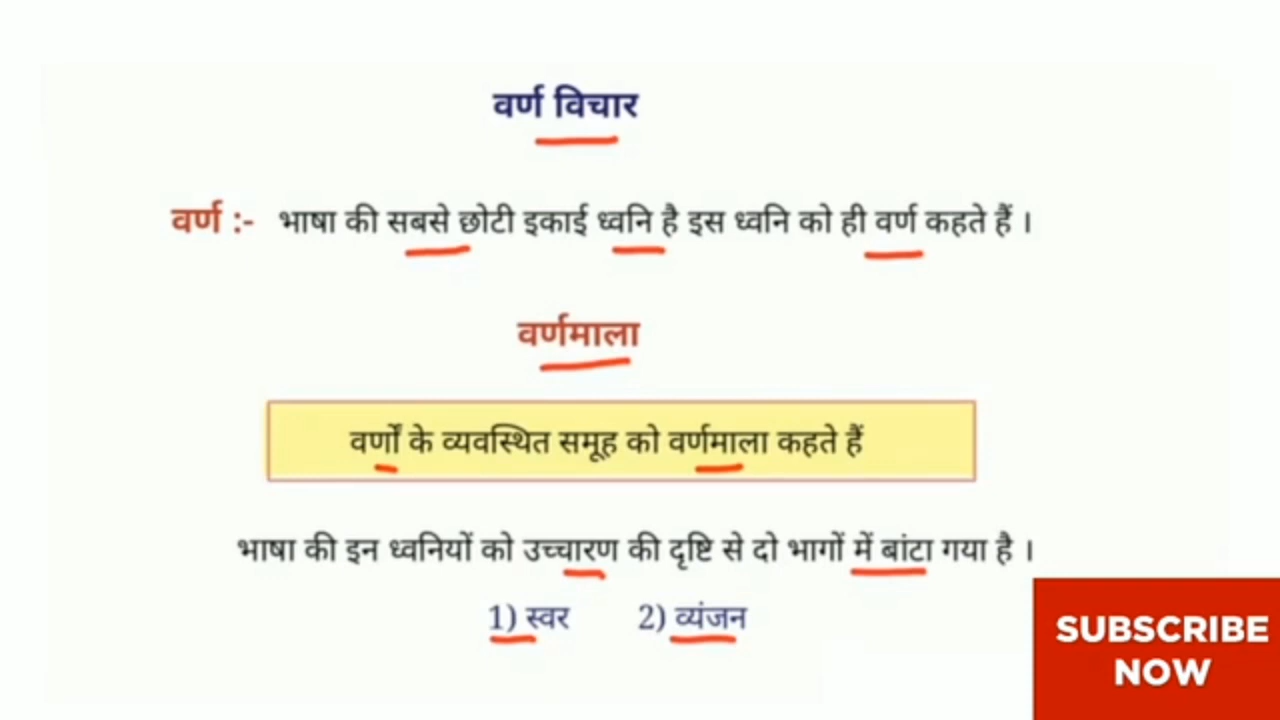 वर्ण विचार
वर्ण :- भाषा की सबसे छोटी इकाई ध्वनि है इस ध्वनि को ही वर्ण कहते हैं ।
वर्णमाला
वर्णों के व्यवस्थित समूह को वर्णमाला कहते हैं
भाषा की इन ध्वनियों को उच्चारण की दृष्टि से दो भागों में बांटा गया है ।
1) स्वर 2) व्यंजन
SUBSCRIBE
NOW